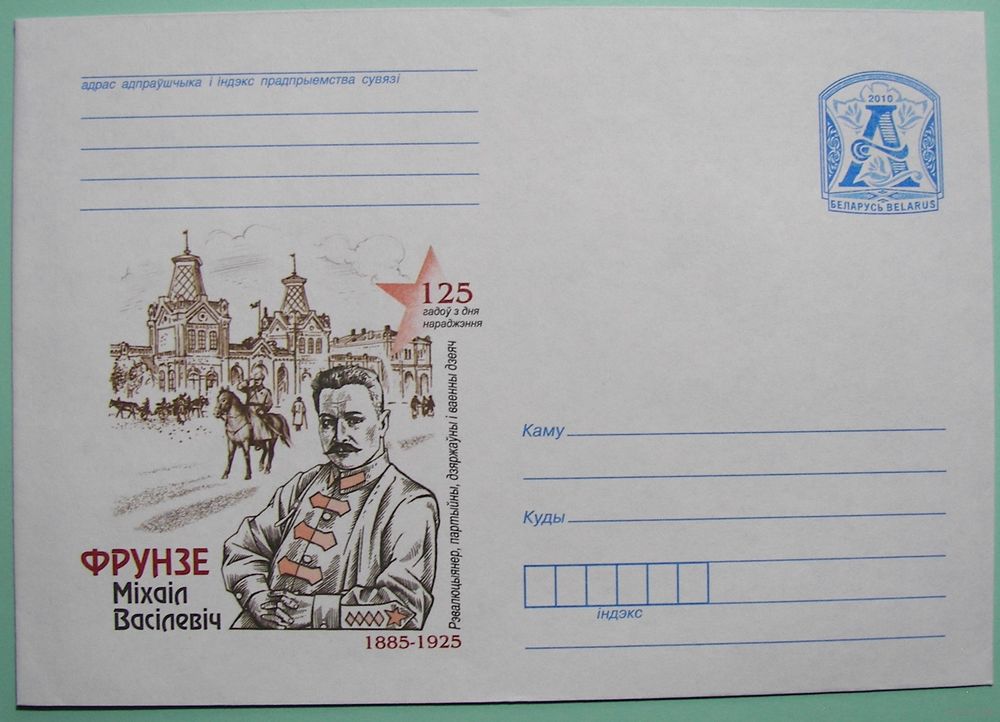 адрас адпраўшчыка і індэкс прадпрыемства сувязі
2010
А
БЕЛАРУСЬ BELARUS
125
гадоў з дня
нараджэння
Рэвалюцыянер, партыйны, дзяржаўны і ваенны дзеяч
ФРУНЗЕ
Міхаіл
Васілевіч
1885-1925
Каму
Куды
індэкс